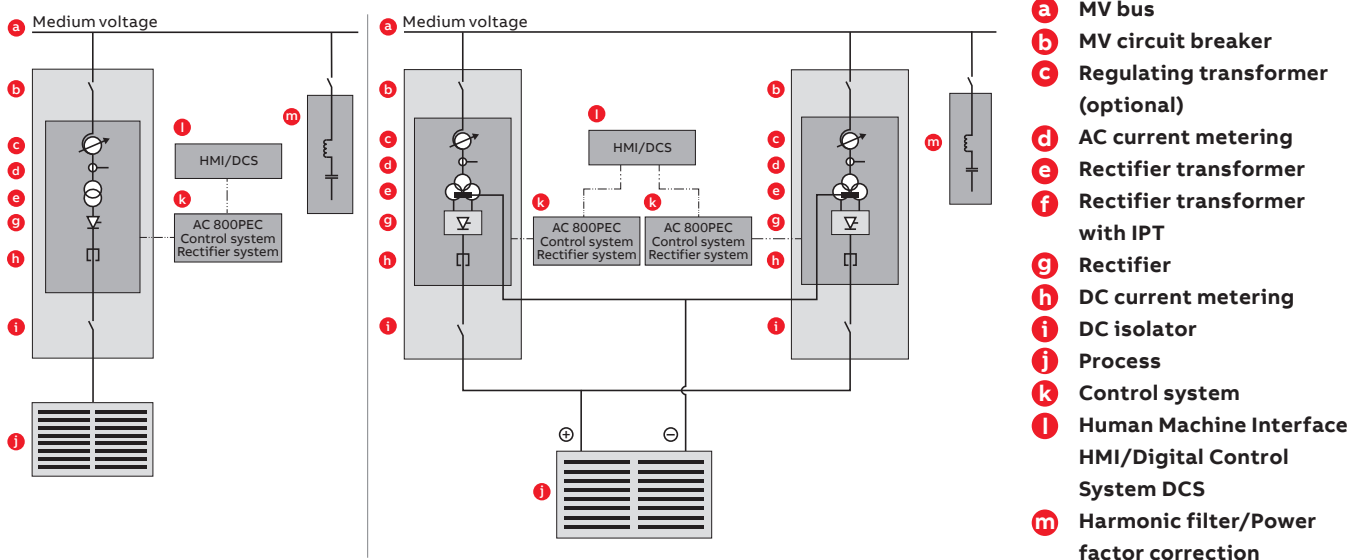 a Medium voltage
b
c
d
e
g
h
i
j
l
HMI/DCS
k
AC 800PEC
Control system
Rectifier system
m
a Medium voltage
b
c
d
e
g
h
i
l
HMI/DCS
k
AC 800PEC
Control system
Rectifier system
k
AC 800PEC
Control system
Rectifier system
b
c
d
e
g
h
i
m
+
−
j
a MV bus
b MV circuit breaker
c Regulating transformer
(optional)
d AC current metering
e Rectifier transformer
f Rectifier transformer
with IPT
g Rectifier
h DC current metering
i DC isolator
j Process
k Control system
l Human Machine Interface
HMI/Digital Control
System DCS
m Harmonic filter/Power
factor correction